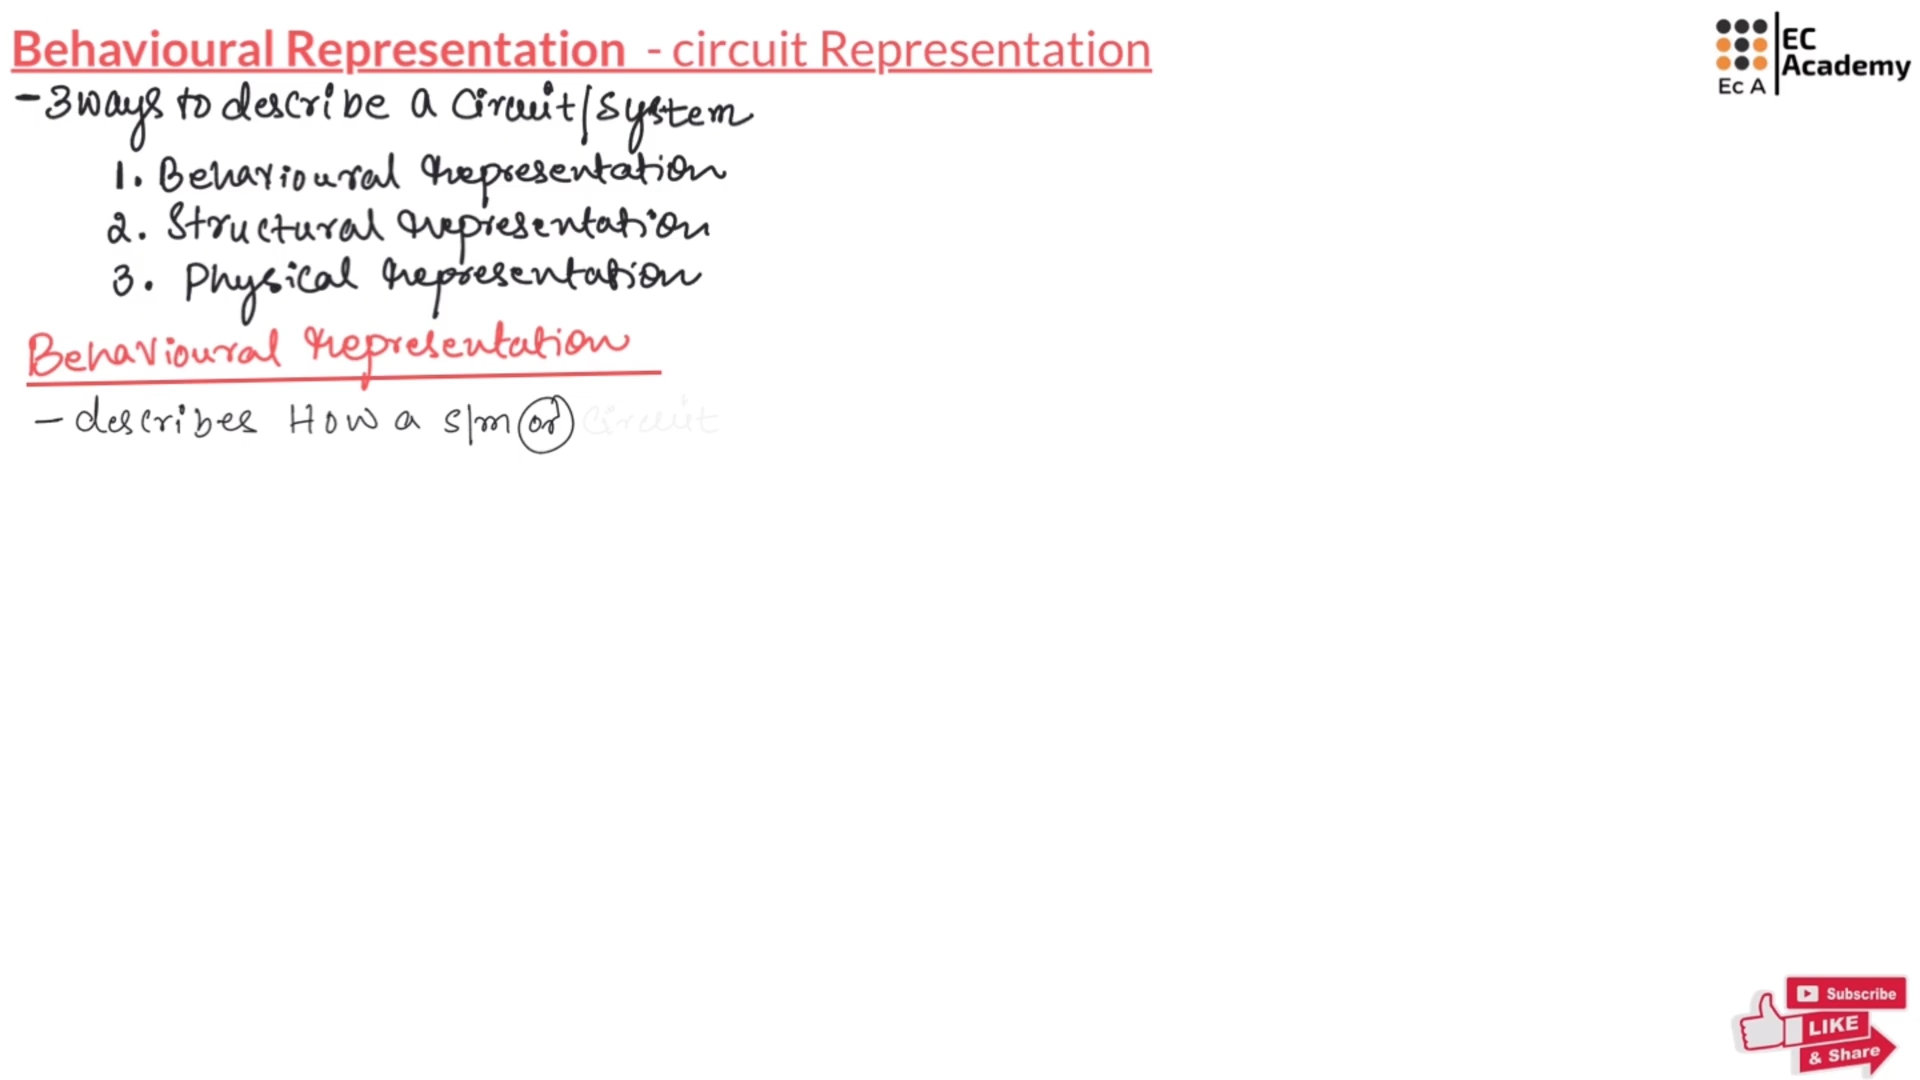 Behavioural Representation - circuit Representation
EC
Academy
Ec A
- 3 ways to describe a Circuit/System
1. Behavioural Representation
2. Structural Representation
3. Physical Representation
Behavioural Representation
- describes How a s/m or circuit
Subscribe
LIKE
& Share